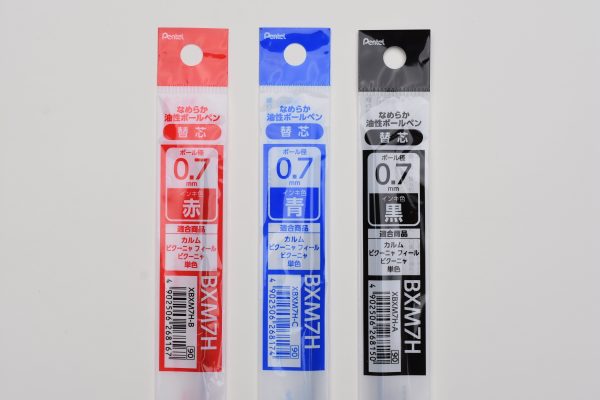 Pentel
なめらか
油性ボールペン
替芯
ボール径
0.7
mm
インキ色
赤
適合商品
カルム
ビクーニャ フィール
ビクーニャ
単色
BXM7H
XBXM7H-B
4902506268167
90
Pentel
なめらか
油性ボールペン
替芯
ボール径
0.7
mm
インキ色
青
適合商品
カルム
ビクーニャ フィール
ビクーニャ
単色
BXM7H
XBXM7H-C
4902506268174
90
Pentel
なめらか
油性ボールペン
替芯
ボール径
0.7
mm
インキ色
黒
適合商品
カルム
ビクーニャ フィール
ビクーニャ
単色
BXM7H
XBXM7H-A
4902506268150
90